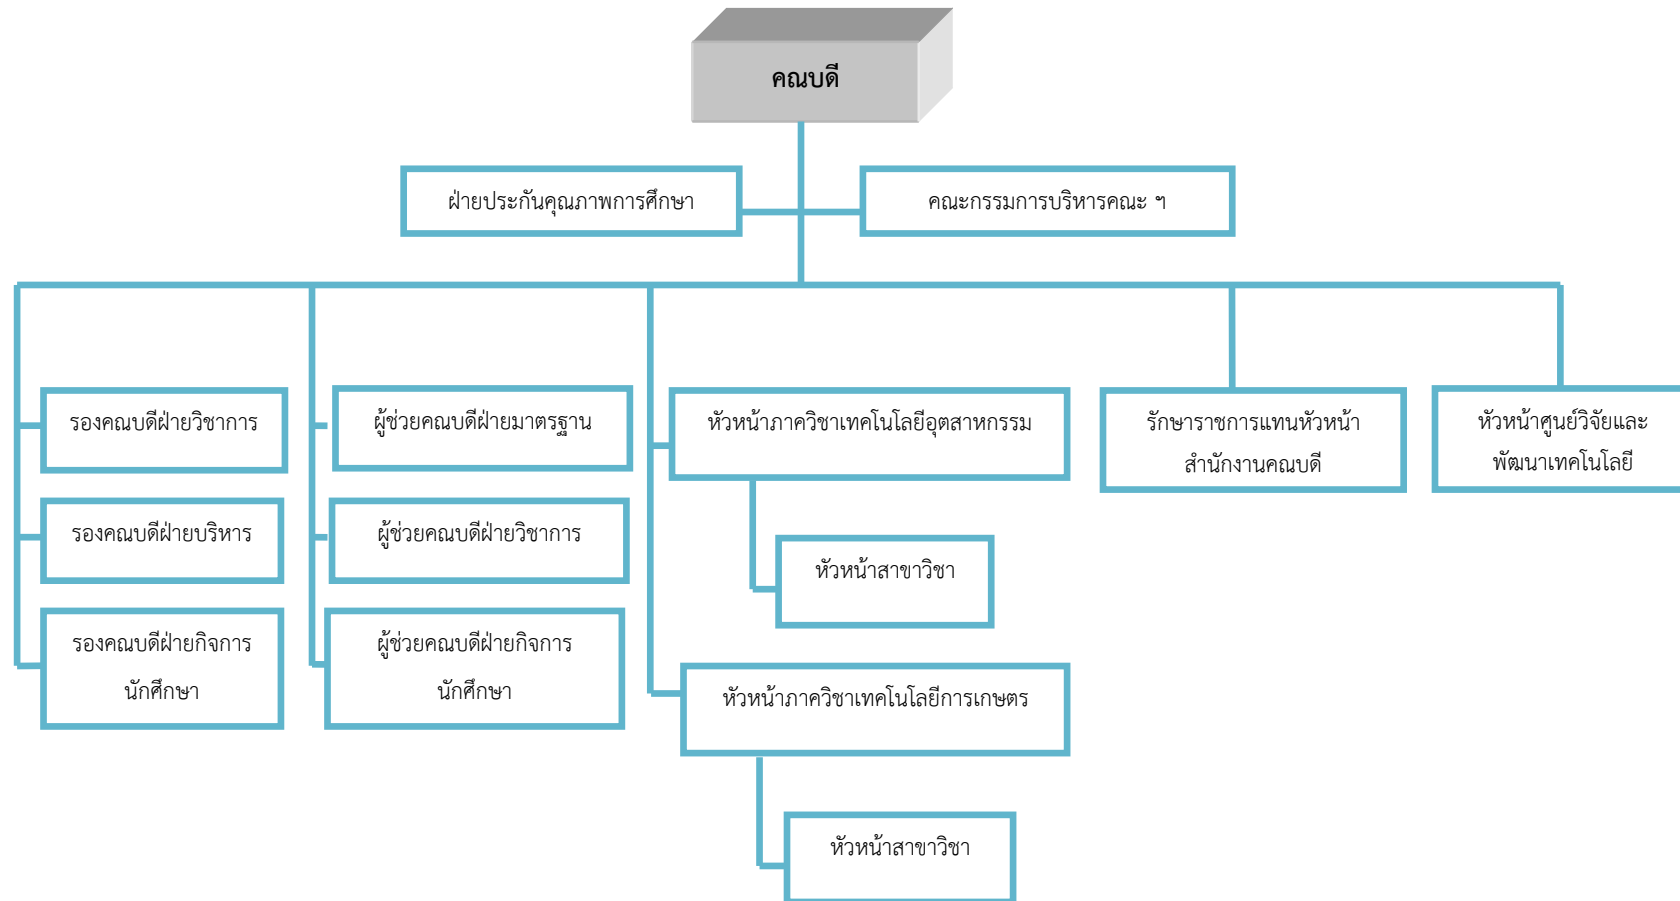 คณบดี
ฝ่ายประกันคุณภาพการศึกษา
คณะกรรมการบริหารคณะ ฯ
รองคณบดีฝ่ายวิชาการ
รองคณบดีฝ่ายบริหาร
รองคณบดีฝ่ายกิจการ
นักศึกษา
ผู้ช่วยคณบดีฝ่ายมาตรฐาน
ผู้ช่วยคณบดีฝ่ายวิชาการ
ผู้ช่วยคณบดีฝ่ายกิจการ
นักศึกษา
หัวหน้าภาควิชาเทคโนโลยีอุตสาหกรรม
หัวหน้าสาขาวิชา
หัวหน้าภาควิชาเทคโนโลยีการเกษตร
หัวหน้าสาขาวิชา
รักษาราชการแทนหัวหน้า
สำนักงานคณบดี
หัวหน้าศูนย์วิจัยและ
พัฒนาเทคโนโลยี